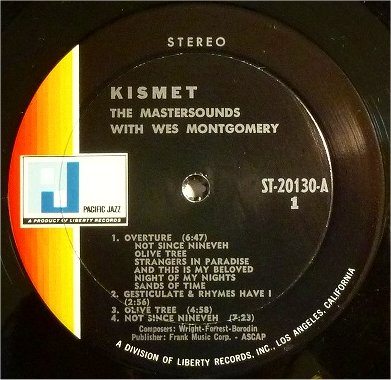 STEREO
KISMET
THE MASTERSOUNDS
WITH WES MONTGOMERY
ST-20130-A
1
J
PACIFIC JAZZ
A PRODUCT OF LIBERTY RECORDS
1. OVERTURE (6:47)
NOT SINCE NINEVEH
OLIVE TREE
STRANGERS IN PARADISE
AND THIS IS MY BELOVED
NIGHT OF MY NIGHTS
SANDS OF TIME
2. GESTICULATE & RHYMES HAVE I
(2:56)
3. OLIVE TREE (4:58)
4. NOT SINCE NINEVEH (7:23)
Composers: Wright-Forrest-Borodin
Publisher: Frank Music Corp. - ASCAP
A DIVISION OF LIBERTY RECORDS, INC., LOS ANGELES, CALIFORNIA